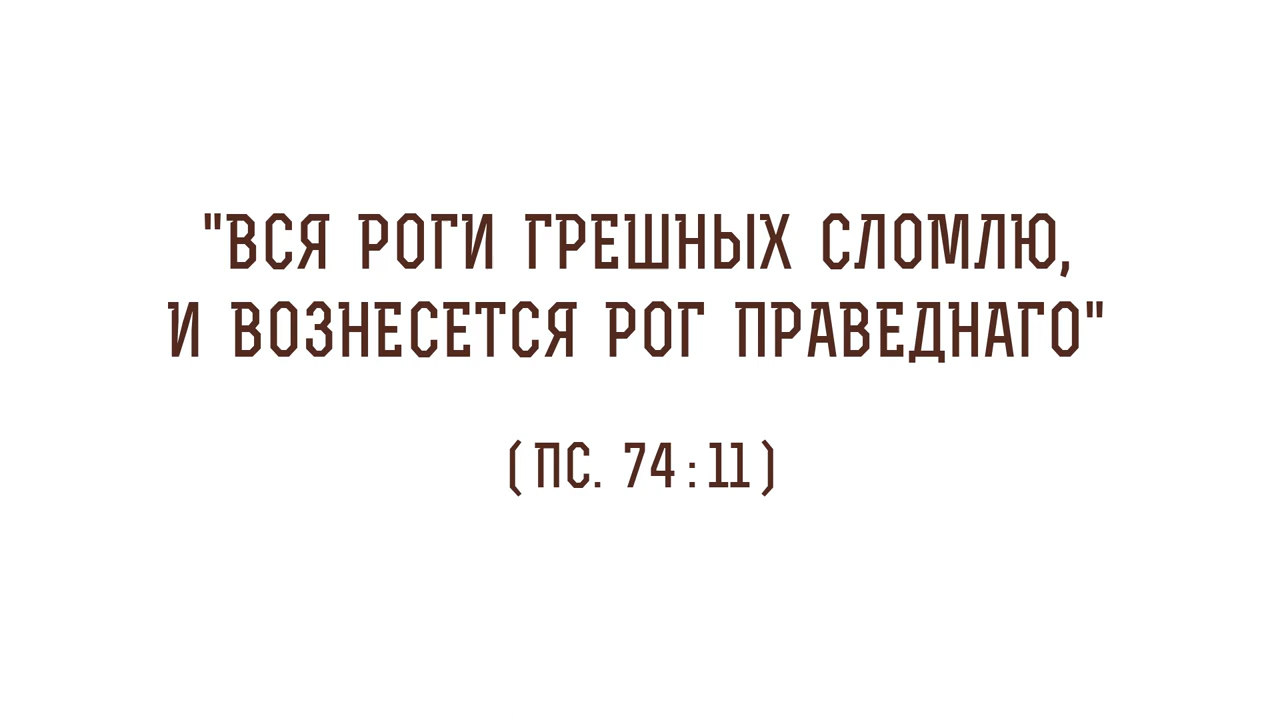 "ВСЯ РОГИ ГРЕШНЫХ СЛОМЛЮ,
И ВОЗНЕСЕТСЯ РОГ ПРАВЕДНАГО"
(ПС. 74:11)